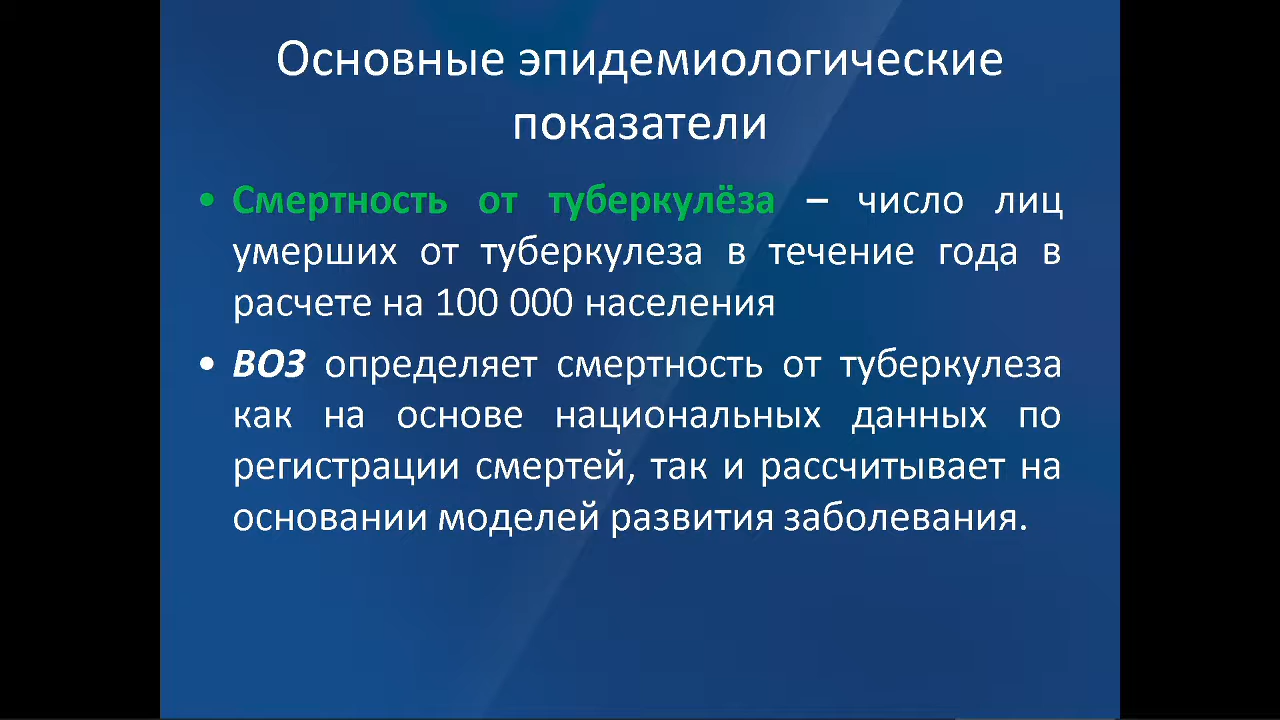 Основные эпидемиологические
показатели
• Смертность от туберкулёза – число лиц
умерших от туберкулеза в течение года в
расчете на 100 000 населения
• ВОЗ определяет смертность от туберкулеза
как на основе национальных данных по
регистрации смертей, так и рассчитывает на
основании моделей развития заболевания.